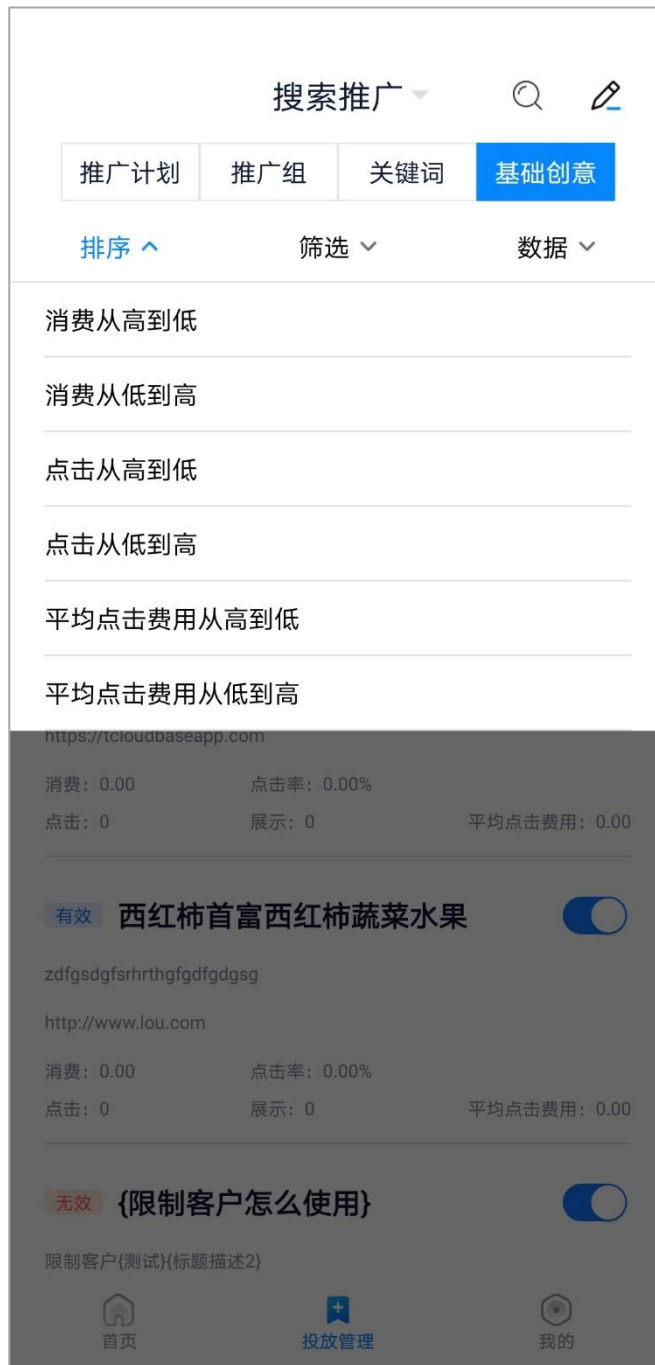 搜索推广
推广计划 推广组 关键词 基础创意
排序 筛选 数据
消费从高到低
消费从低到高
点击从高到低
点击从低到高
平均点击费用从高到低
平均点击费用从低到高
https://tcloudbaseapp.com
消费：0.00 点击率：0.00%
点击：0 展示：0 平均点击费用：0.00
有效 西红柿首富西红柿蔬菜水果
zdfgsdgfsrhrthgfgdfgdgsg
http://www.lou.com
消费：0.00 点击率：0.00%
点击：0 展示：0 平均点击费用：0.00
无效 {限制客户怎么使用}
限制客户{测试}{标题描述2}
首页 投放管理 我的